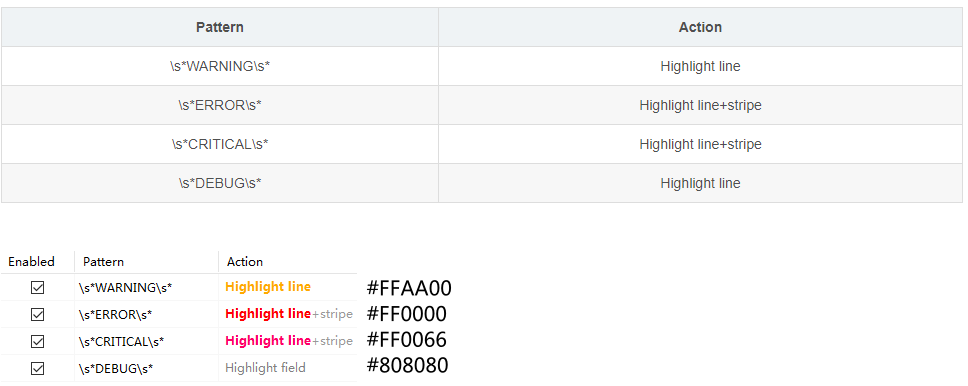 Pattern Action
\s*WARNING\s* Highlight line
\s*ERROR\s* Highlight line+stripe
\s*CRITICAL\s* Highlight line+stripe
\s*DEBUG\s* Highlight line
Enabled Pattern Action
\s*WARNING\s* Highlight line #FFAA00
\s*ERROR\s* Highlight line+stripe #FF0000
\s*CRITICAL\s* Highlight line+stripe #FF0066
\s*DEBUG\s* Highlight field #808080